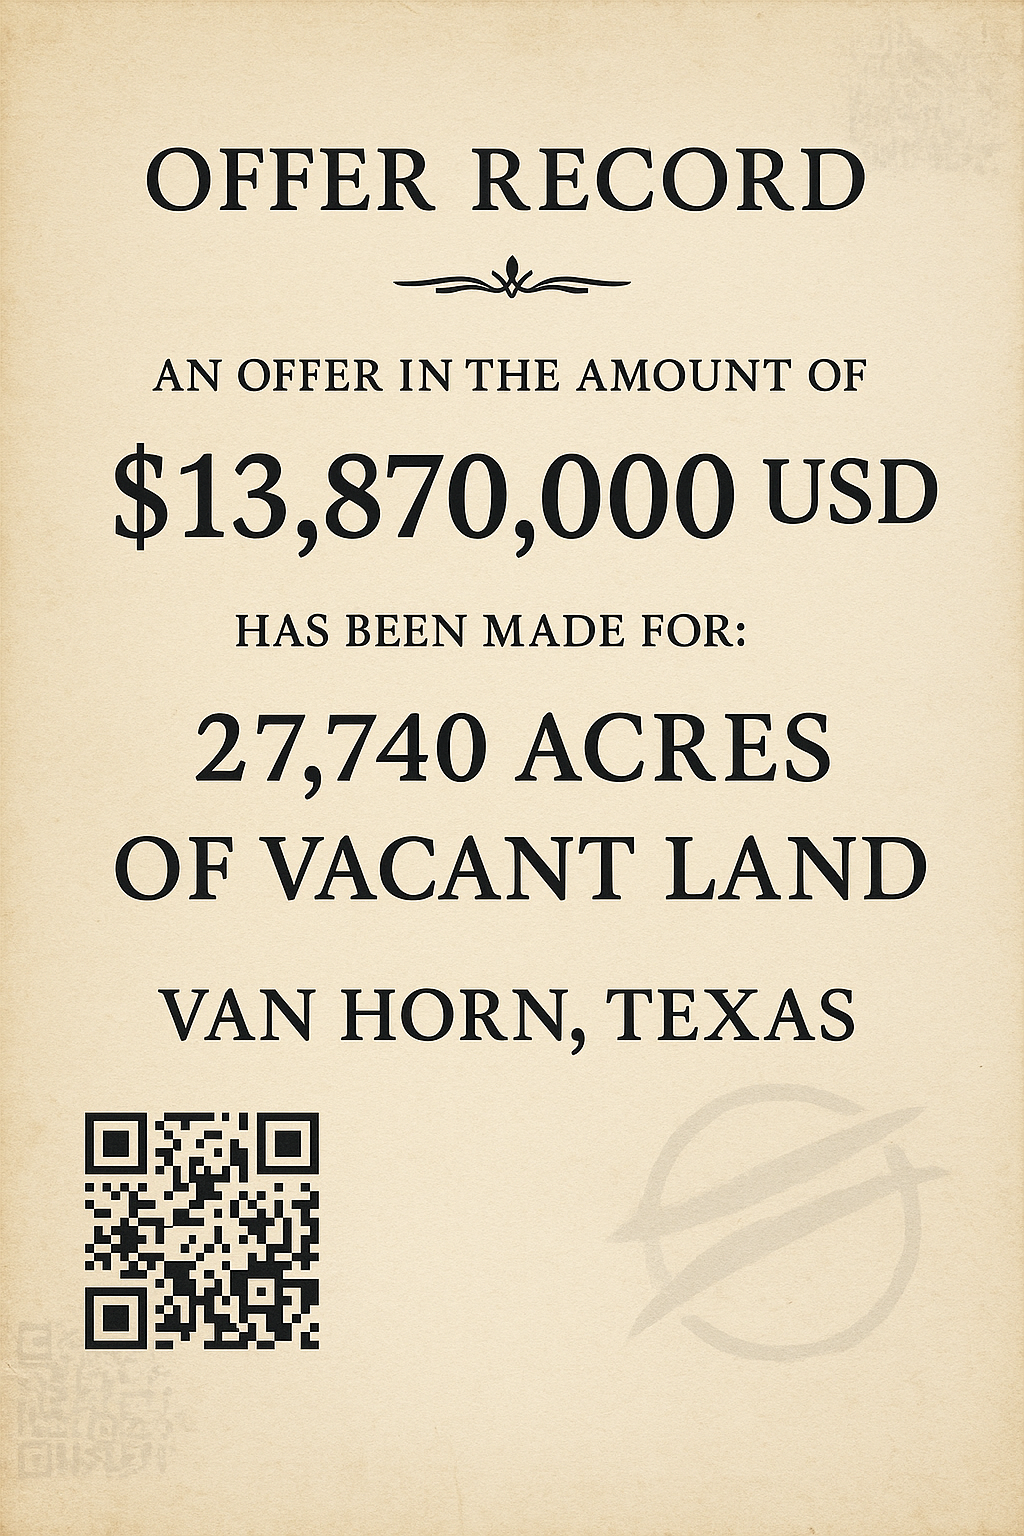 OFFER RECORD
AN OFFER IN THE AMOUNT OF
$13,870,000 USD
HAS BEEN MADE FOR:
27,740 ACRES
OF VACANT LAND
VAN HORN, TEXAS